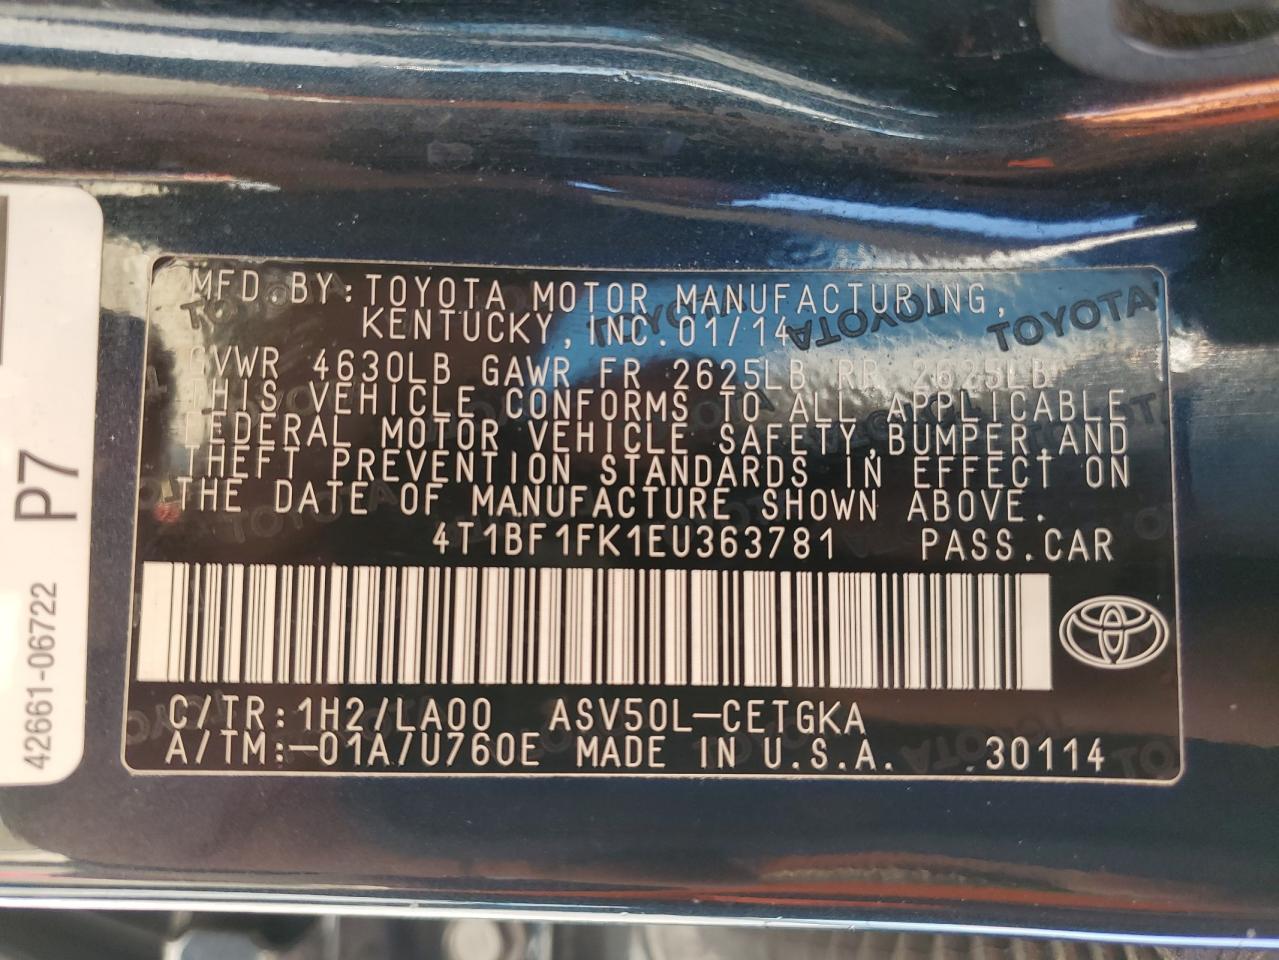 MFD.BY:TOYOTA MOTOR MANUFACTURING,
KENTUCKY, INC. 01/14
GVWR 4630LB GAWR FR 2625LB RR 2625LB
THIS VEHICLE CONFORMS TO ALL APPLICABLE
FEDERAL MOTOR VEHICLE SAFETY,BUMPER,AND
THEFT PREVENTION STANDARDS IN EFFECT ON
THE DATE OF MANUFACTURE SHOWN ABOVE.
4T1BF1FK1EU363781 PASS.CAR
C/TR:1H2/LA00 ASV50L-CETGKA
A/TM:-01A/U760E MADE IN U.S.A. 30114
P7
42661-06722
TOYOTA TOYOTA TOYOTA TOYOTA